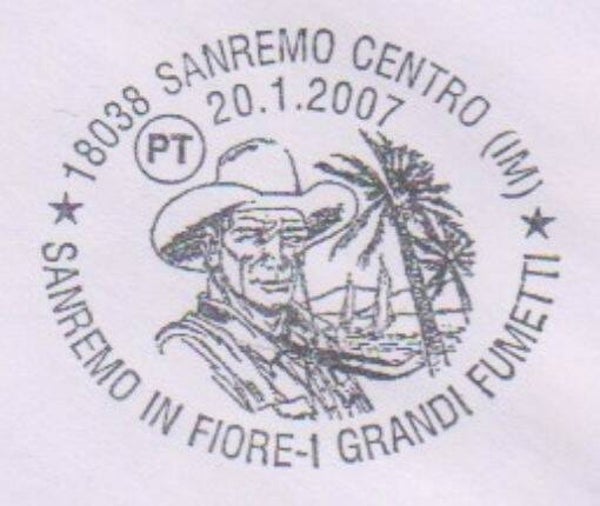 18038 SANREMO CENTRO (IM)
20.1.2007
PT
SANREMO IN FIORE-I GRANDI FUMETTI